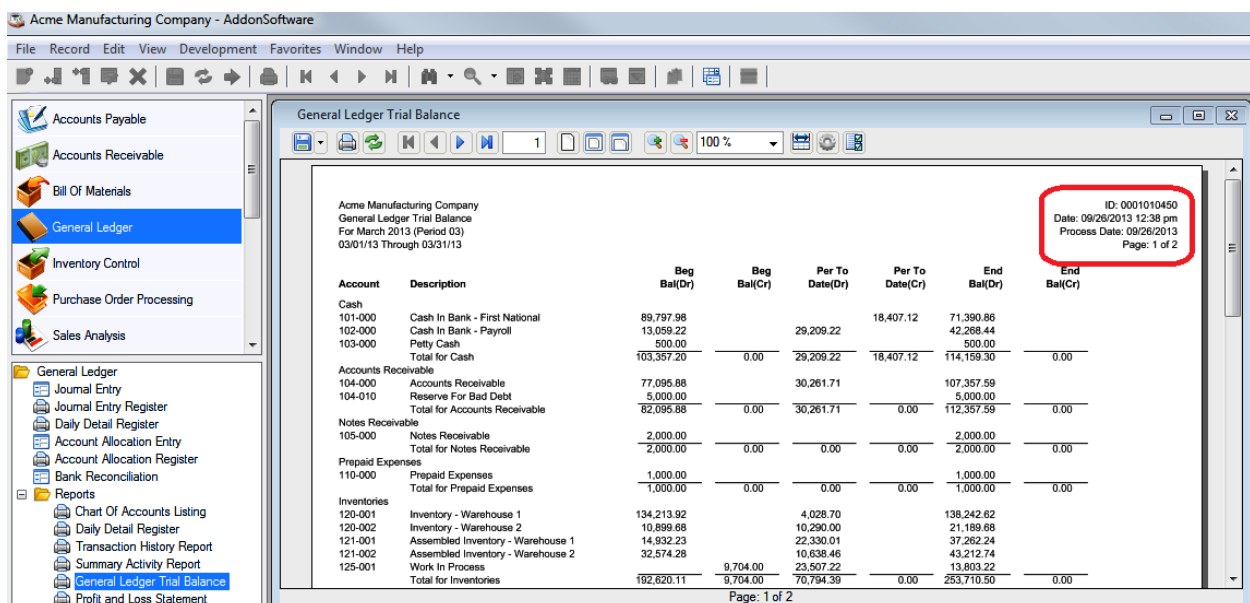 Acme Manufacturing Company - AddonSoftware
File Record Edit View Development Favorites Window Help
Accounts Payable
Accounts Receivable
Bill Of Materials
General Ledger
Inventory Control
Purchase Order Processing
Sales Analysis
General Ledger
Journal Entry
Journal Entry Register
Daily Detail Register
Account Allocation Entry
Account Allocation Register
Bank Reconciliation
Reports
Chart Of Accounts Listing
Daily Detail Register
Transaction History Report
Summary Activity Report
General Ledger Trial Balance
Profit and Loss Statement
General Ledger Trial Balance
1 100 %
Acme Manufacturing Company
General Ledger Trial Balance
For March 2013 (Period 03)
03/01/13 Through 03/31/13
ID: 0001010450
Date: 09/26/2013 12:38 pm
Process Date: 09/26/2013
Page: 1 of 2
Beg Beg Per To Per To End End
Account Description Bal(Dr) Bal(Cr) Date(Dr) Date(Cr) Bal(Dr) Bal(Cr)
Cash
101-000 Cash In Bank - First National 89,797.98 18,407.12 71,390.86
102-000 Cash In Bank - Payroll 13,059.22 29,209.22 42,268.44
103-000 Petty Cash 500.00 500.00
Total for Cash 103,357.20 0.00 29,209.22 18,407.12 114,159.30 0.00
Accounts Receivable
104-000 Accounts Receivable 77,095.88 30,261.71 107,357.59
104-010 Reserve For Bad Debt 5,000.00 5,000.00
Total for Accounts Receivable 82,095.88 0.00 30,261.71 0.00 112,357.59 0.00
Notes Receivable
105-000 Notes Receivable 2,000.00 2,000.00
Total for Notes Receivable 2,000.00 0.00 0.00 0.00 2,000.00 0.00
Prepaid Expenses
110-000 Prepaid Expenses 1,000.00 1,000.00
Total for Prepaid Expenses 1,000.00 0.00 0.00 0.00 1,000.00 0.00
Inventories
120-001 Inventory - Warehouse 1 134,213.92 4,028.70 138,242.62
120-002 Inventory - Warehouse 2 10,899.68 10,290.00 21,189.68
121-001 Assembled Inventory - Warehouse 1 14,932.23 22,330.01 37,262.24
121-002 Assembled Inventory - Warehouse 2 32,574.28 10,638.46 43,212.74
125-001 Work In Process 9,704.00 23,507.22 13,803.22
Total for Inventories 192,620.11 9,704.00 70,794.39 0.00 253,710.50 0.00
Page: 1 of 2